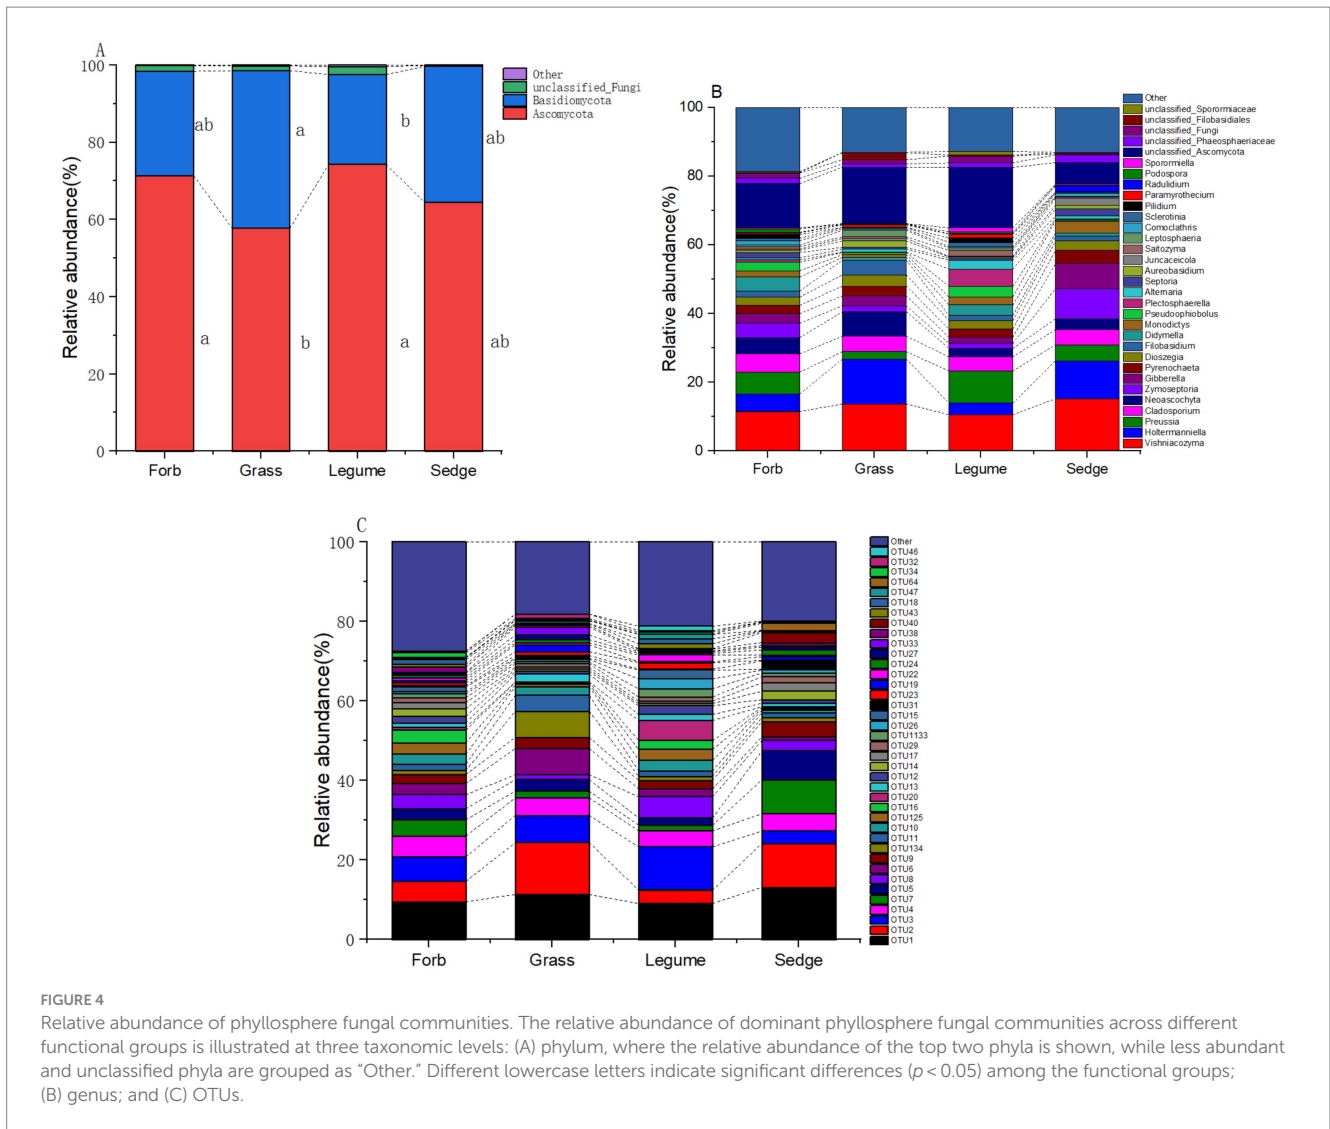 A
100
80
60
40
20
0
Relative abundance(%)
ab
a
b
ab
a
b
a
ab
Forb
Grass
Legume
Sedge
Other
unclassified_Fungi
Basidiomycota
Ascomycota
B
100
80
60
40
20
0
Relative abundance(%)
Forb
Grass
Legume
Sedge
Other
unclassified_Sporormiaceae
unclassified_Filobasidiales
unclassified_Fungi
unclassified_Phaeosphaeriaceae
unclassified_Ascomycota
Sporormiella
Podospora
Radulidium
Paramyrothecium
Pilidium
Sclerotinia
Comoclathris
Leptosphaeria
Saitozyma
Juncaceicola
Aureobasidium
Septoria
Alternaria
Plectosphaerella
Pseudoophiobolus
Monodictys
Didymella
Filobasidium
Dioszegia
Pyrenochaeta
Gibberella
Zymoseptoria
Neoascochyta
Cladosporium
Preussia
Holtermanniella
Vishniacozyma
C
100
80
60
40
20
0
Relative abundance(%)
Forb
Grass
Legume
Sedge
Other
OTU46
OTU32
OTU34
OTU64
OTU47
OTU18
OTU43
OTU40
OTU38
OTU33
OTU27
OTU24
OTU22
OTU19
OTU23
OTU31
OTU15
OTU26
OTU1133
OTU29
OTU17
OTU14
OTU12
OTU13
OTU20
OTU16
OTU125
OTU10
OTU11
OTU134
OTU9
OTU6
OTU8
OTU5
OTU7
OTU4
OTU3
OTU2
OTU1
FIGURE 4
Relative abundance of phyllosphere fungal communities. The relative abundance of dominant phyllosphere fungal communities across different
functional groups is illustrated at three taxonomic levels: (A) phylum, where the relative abundance of the top two phyla is shown, while less abundant
and unclassified phyla are grouped as “Other.” Different lowercase letters indicate significant differences (p < 0.05) among the functional groups;
(B) genus; and (C) OTUs.